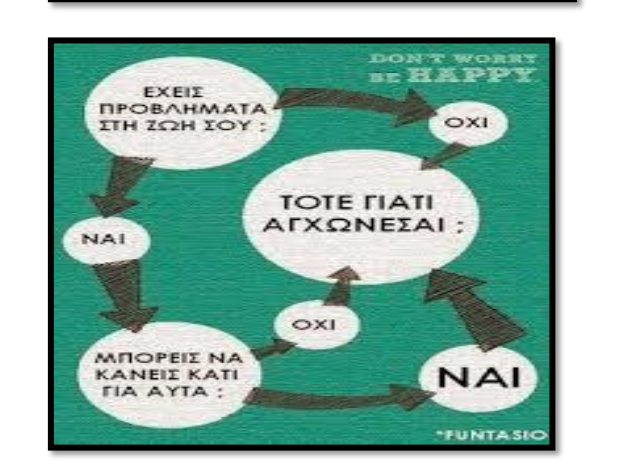 DON'T WORRY
BE HAPPY.
ΕΧΕΙΣ
ΠΡΟΒΛΗΜΑΤΑ
ΣΤΗ ΖΩΗ ΣΟΥ ;
ΟΧΙ
ΤΟΤΕ ΓΙΑΤΙ
ΑΓΧΩΝΕΣΑΙ ;
ΝΑΙ
ΟΧΙ
ΜΠΟΡΕΙΣ ΝΑ
ΚΑΝΕΙΣ ΚΑΤΙ
ΓΙΑ ΑΥΤΑ ;
ΝΑΙ
*FUNTASIO